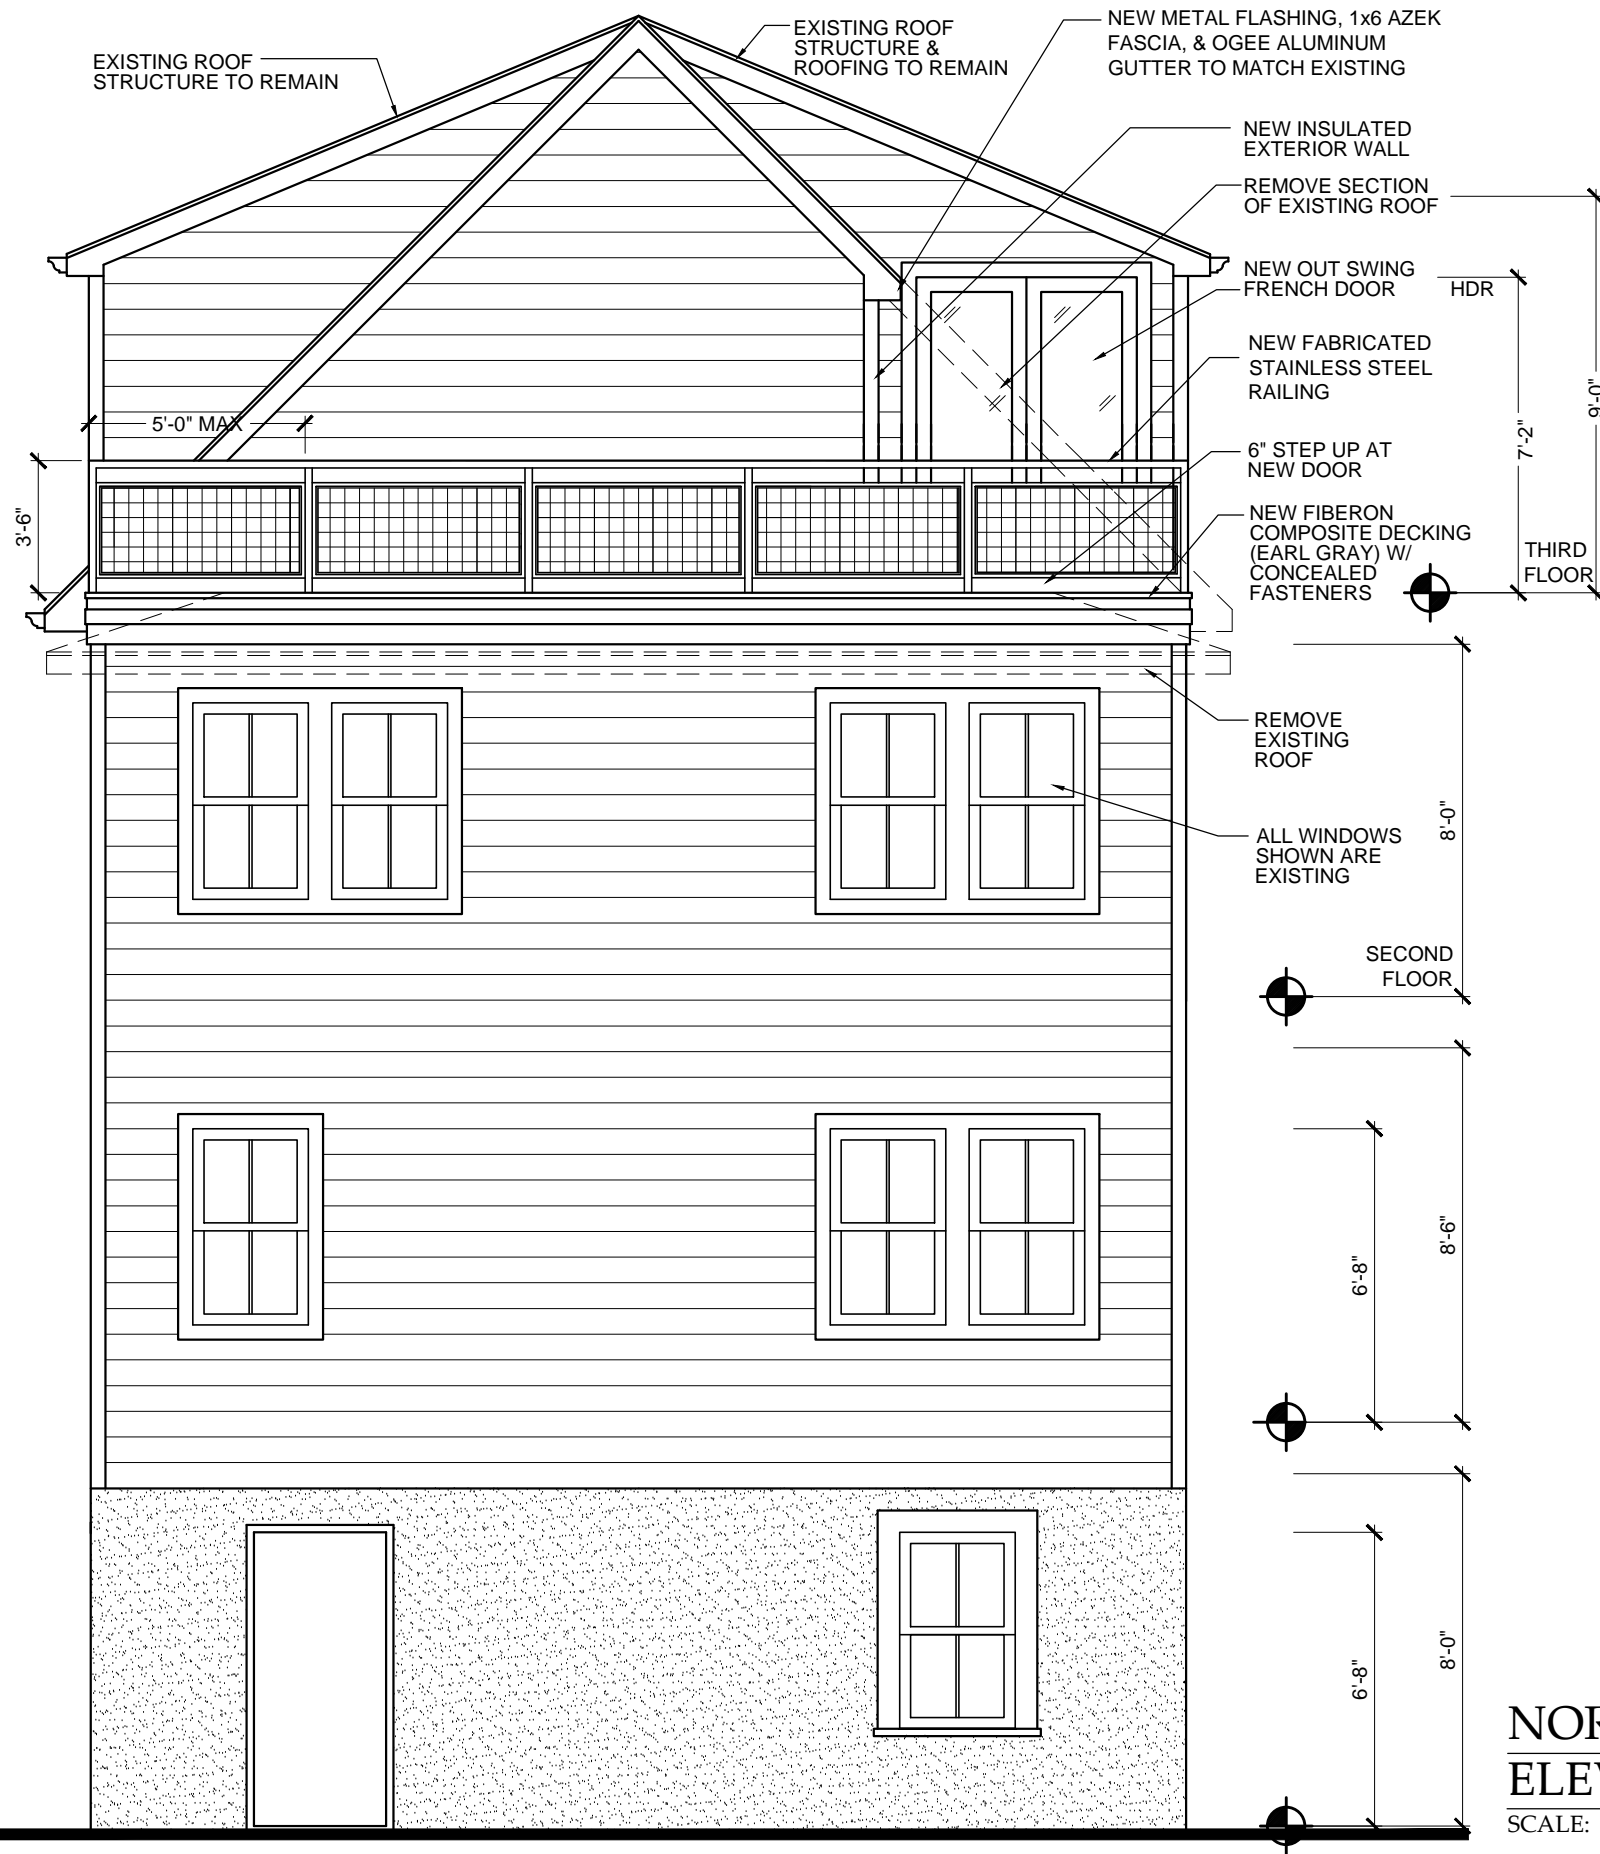 EXISTING ROOF
STRUCTURE TO REMAIN
EXISTING ROOF
STRUCTURE &
ROOFING TO REMAIN
NEW METAL FLASHING, 1x6 AZEK
FASCIA, & OGEE ALUMINUM
GUTTER TO MATCH EXISTING
NEW INSULATED
EXTERIOR WALL
REMOVE SECTION
OF EXISTING ROOF
NEW OUT SWING
FRENCH DOOR
HDR
NEW FABRICATED
STAINLESS STEEL
RAILING
9'-0"
7'-2"
5'-0" MAX
6" STEP UP AT
NEW DOOR
3'-6"
NEW FIBERON
COMPOSITE DECKING
(EARL GRAY) W/
CONCEALED
FASTENERS
THIRD
FLOOR
REMOVE
EXISTING
ROOF
8'-0"
ALL WINDOWS
SHOWN ARE
EXISTING
SECOND
FLOOR
8'-6"
6'-8"
8'-0"
6'-8"
SCALE: